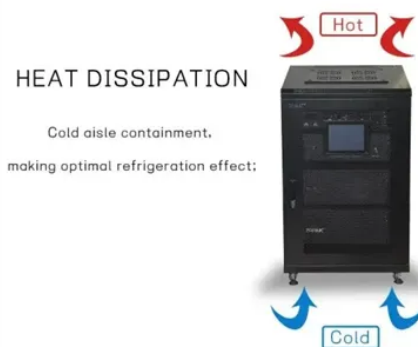 Hot
HEAT DISSIPATION
Cold aisle containment,
making optimal refrigeration effect;
Cold